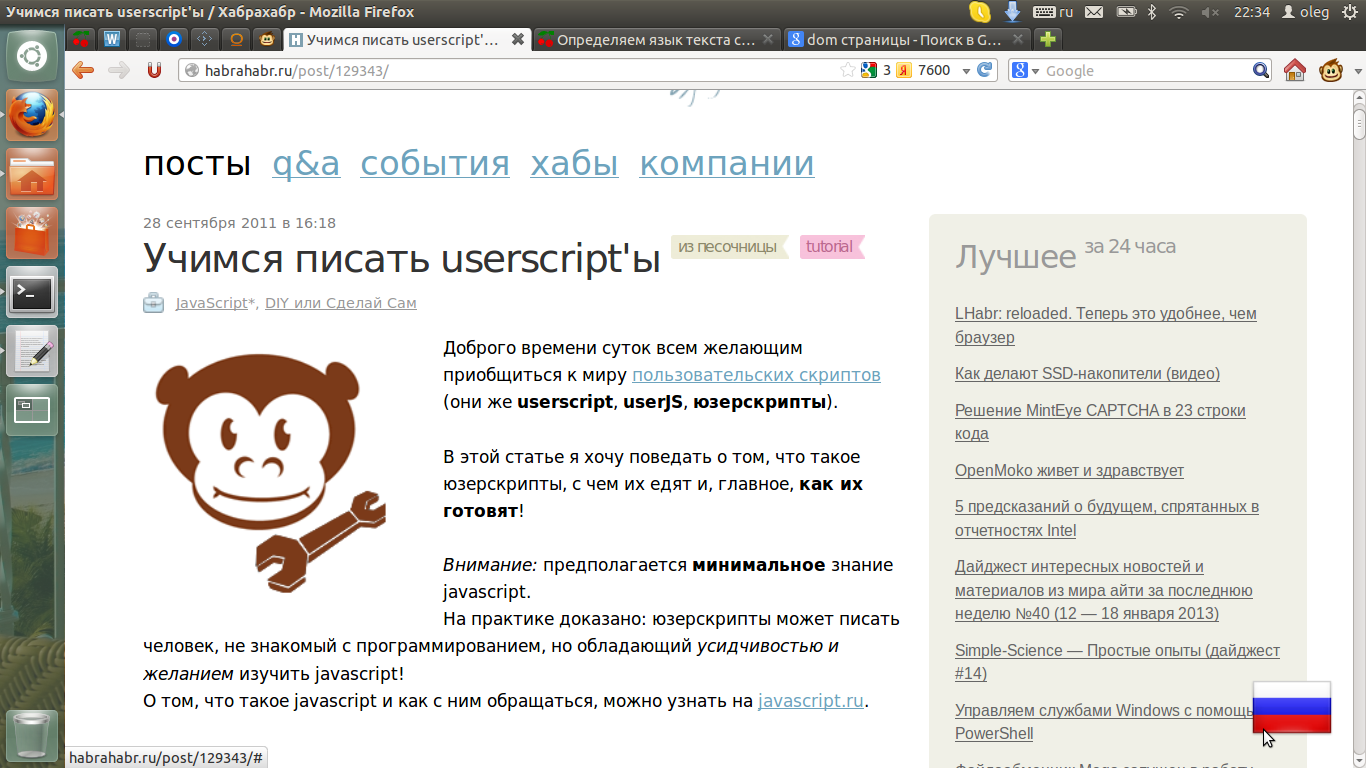 Учимся писать userscript'ы / Хабрахабр - Mozilla Firefox
ru
22:34
oleg
Учимся писать userscript'...
Определяем язык текста с...
dom страницы - Поиск в G...
habrahabr.ru/post/129343/
3
7600
Google
посты q&a события хабы компании
28 сентября 2011 в 16:18
Учимся писать userscript'ы
из песочницы
tutorial
JavaScript*, DIY или Сделай Сам
Доброго времени суток всем желающим
приобщиться к миру пользовательских скриптов
(они же userscript, userJS, юзерскрипты).
В этой статье я хочу поведать о том, что такое
юзерскрипты, с чем их едят и, главное, как их
готовят!
Внимание: предполагается минимальное знание
javascript.
На практике доказано: юзерскрипты может писать
человек, не знакомый с программированием, но обладающий усидчивостью и
желанием изучить javascript!
О том, что такое javascript и как с ним обращаться, можно узнать на javascript.ru.
Лучшее за 24 часа
LHabr: reloaded. Теперь это удобнее, чем
браузер
Как делают SSD-накопители (видео)
Решение MintEye CAPTCHA в 23 строки
кода
OpenMoko живет и здравствует
5 предсказаний о будущем, спрятанных в
отчетностях Intel
Дайджест интересных новостей и
материалов из мира айти за последнюю
неделю №40 (12 — 18 января 2013)
Simple-Science — Простые опыты (дайджест
#14)
Управляем службами Windows с помощь
PowerShell
habrahabr.ru/post/129343/#